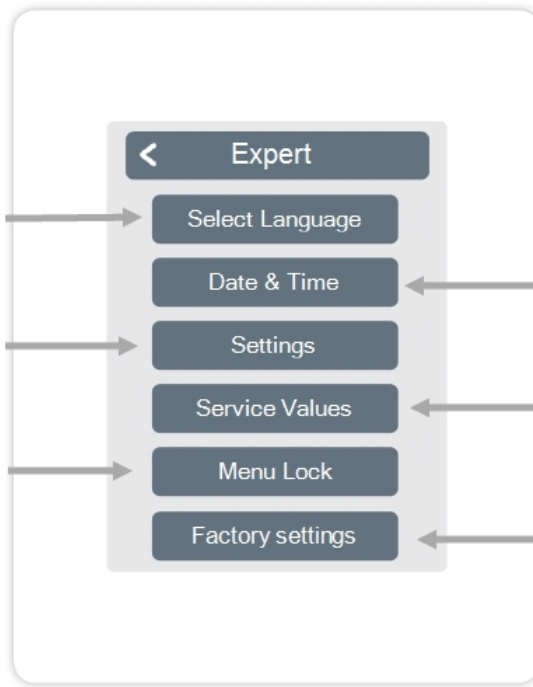 Expert
Select Language
Date & Time
Settings
Service Values
Menu Lock
Factory settings